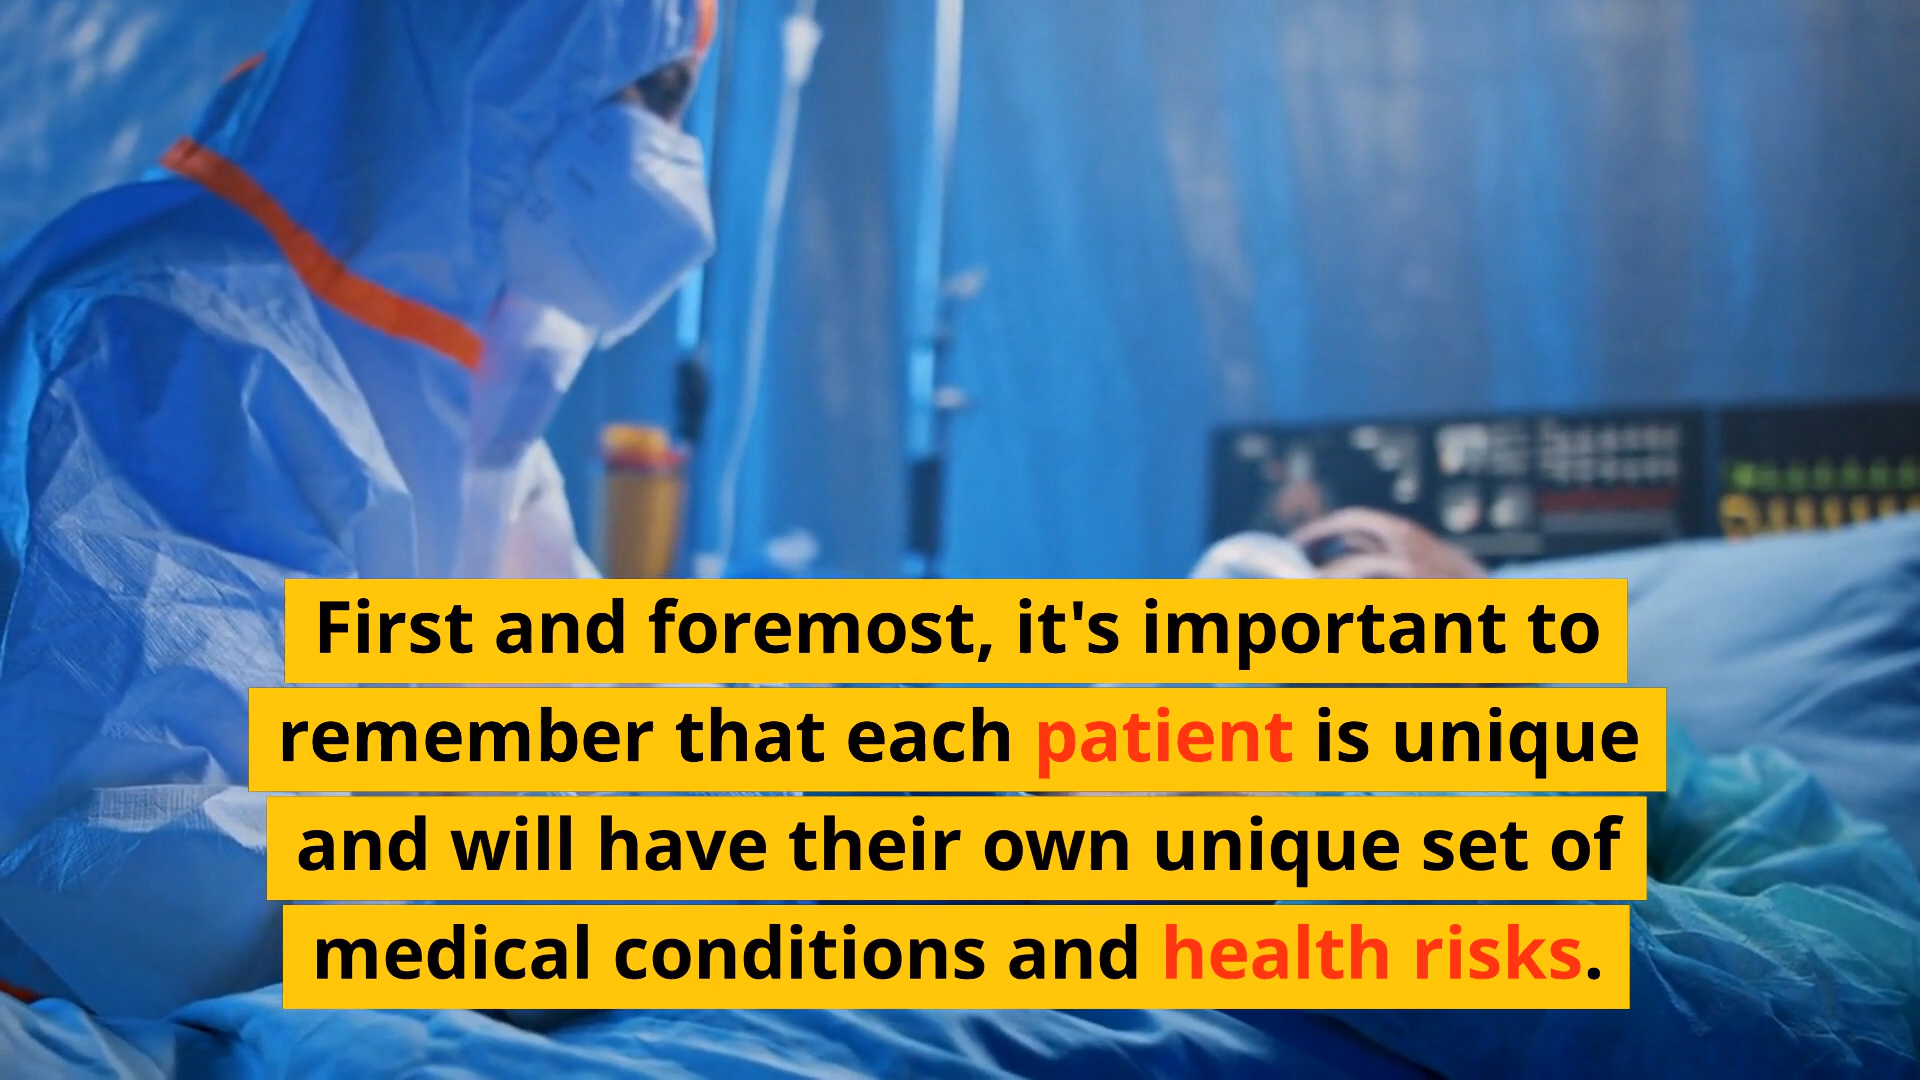 First and foremost, it's important to
remember that each patient is unique
and will have their own unique set of
medical conditions and health risks.